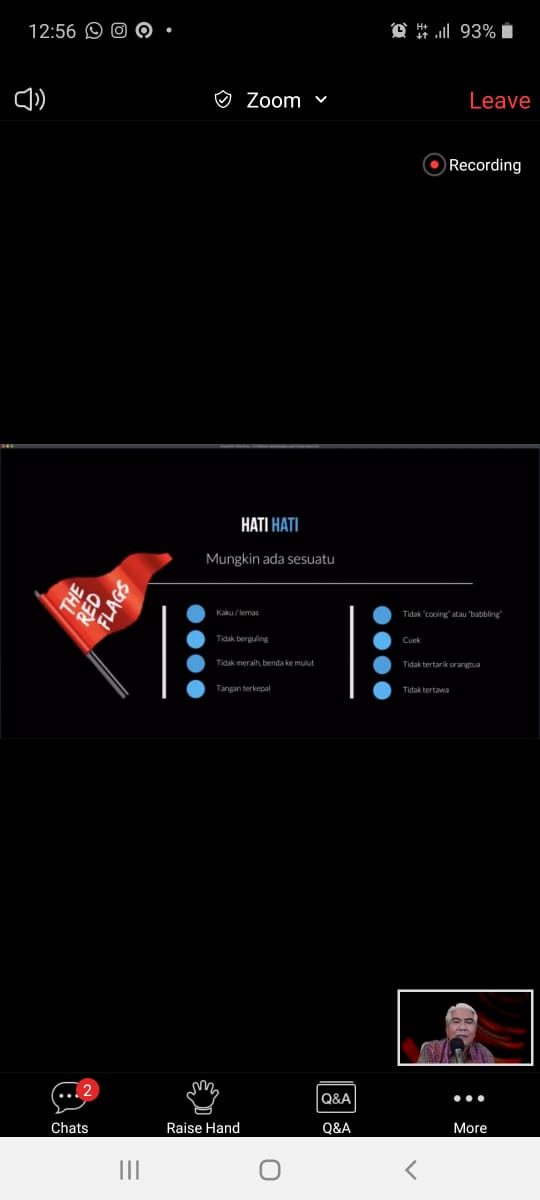 12:56
93%
Zoom
Leave
Recording
HATI HATI
Mungkin ada sesuatu
THE
RED
FLAGS
Kaku / lemas
Tidak berguling
Tidak meraih, benda ke mulut
Tangan terkepal
Tidak "cooing" atau "babbling"
Cuek
Tidak tertarik orangtua
Tidak tertawa
2
Q&A
Chats
Raise Hand
Q&A
More